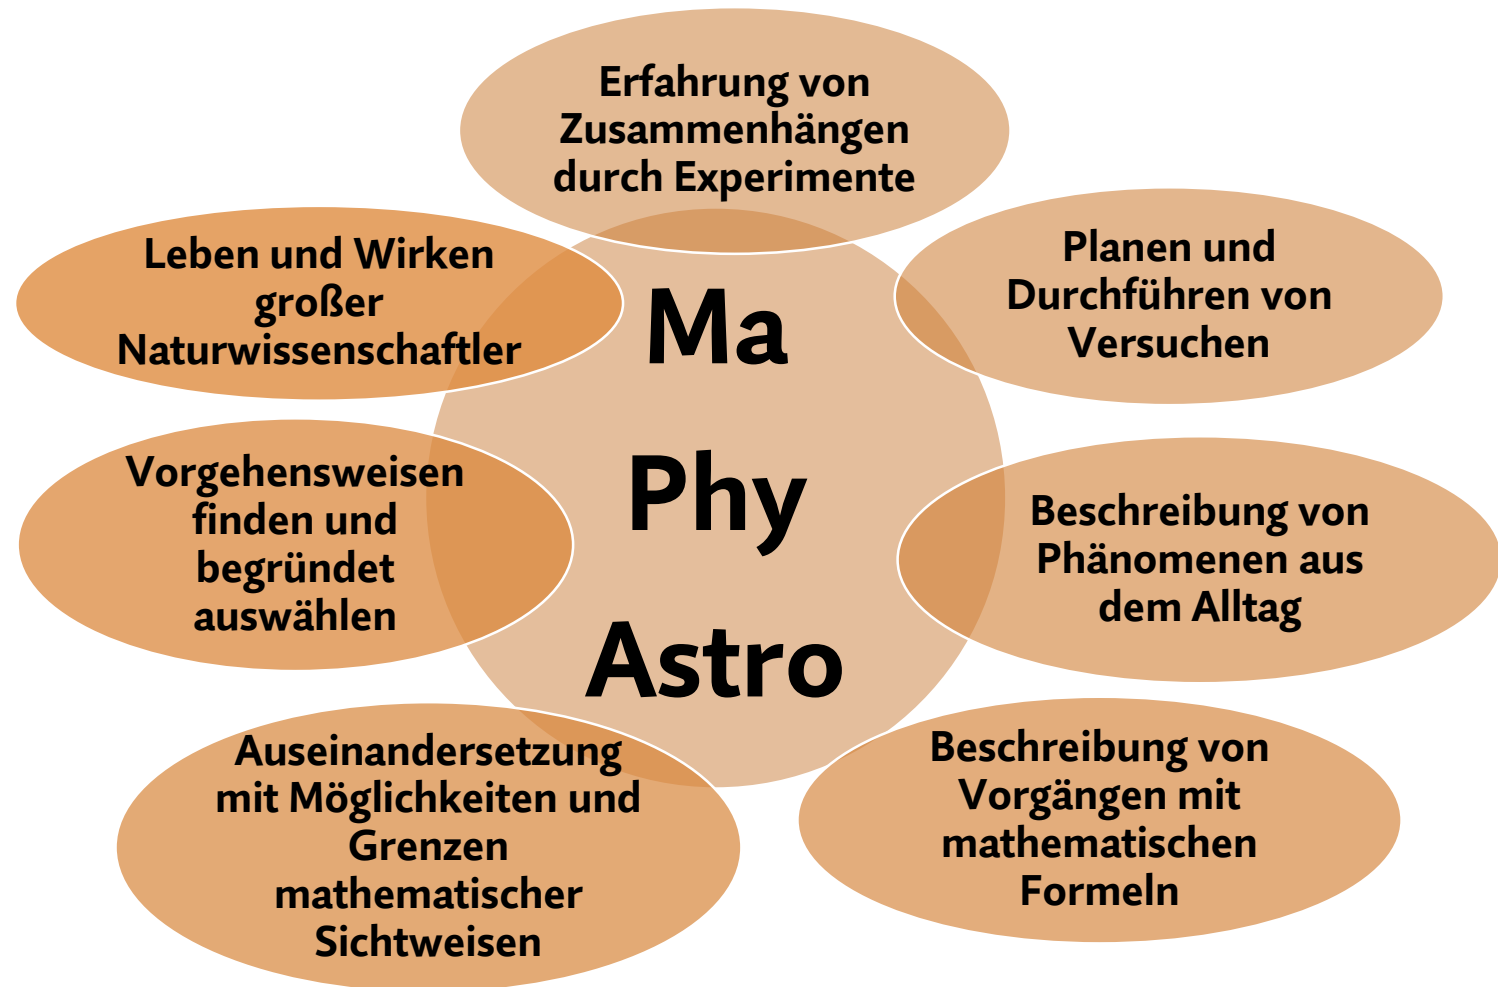 Erfahrung von
Zusammenhängen
durch Experimente
Planen und
Durchführen von
Versuchen
Beschreibung von
Phänomenen aus
dem Alltag
Beschreibung von
Vorgängen mit
mathematischen
Formeln
Auseinandersetzung
mit Möglichkeiten und
Grenzen
mathematischer
Sichtweisen
Vorgehensweisen
finden und
begründet
auswählen
Leben und Wirken
großer
Naturwissenschaftler
Ma
Phy
Astro